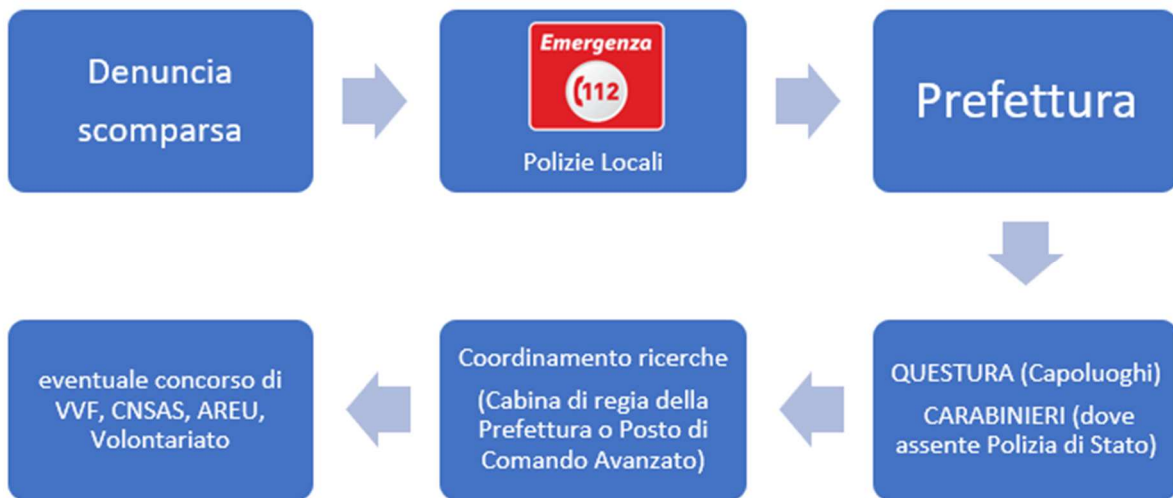 Denuncia
scomparsa
Emergenza
112
Polizie Locali
Prefettura
QUESTURA (Capoluoghi)
CARABINIERI (dove
assente Polizia di Stato)
Coordinamento ricerche
(Cabina di regia della
Prefettura o Posto di
Comando Avanzato)
eventuale concorso di
VVF, CNSAS, AREU,
Volontariato